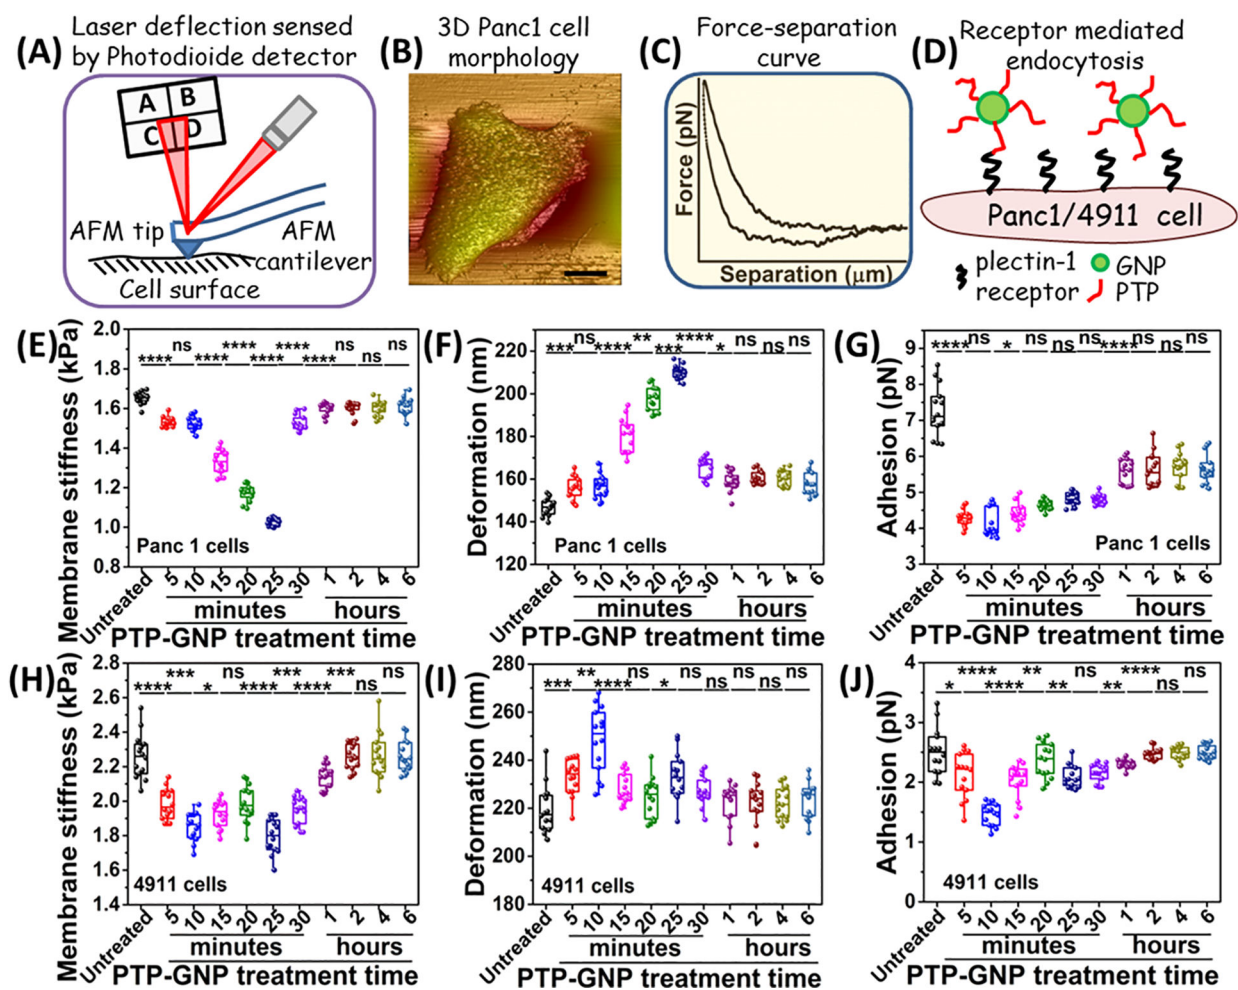 (A) Laser deflection sensed
by Photodioide detector
A B
C D
AFM tip
AFM
cantilever
Cell surface
(B) 3D Panc1 cell
morphology
(C) Force-separation
curve
Force (pN)
Separation (μm)
(D) Receptor mediated
endocytosis
Panc1/4911 cell
plectin-1
receptor
GNP
PTP
(E)
Membrane stiffness (kPa)
2.0
1.8
1.6
1.4
1.2
1.0
0.8
ns **** **** ns ns
**** **** **** **** ns
Panc 1 cells
Untreated 5 10 15 20 25 30 1 2 4 6
minutes hours
PTP-GNP treatment time
(F)
Deformation (nm)
220
200
180
160
140
120
ns ** **** ns ns
*** **** *** * ns
Panc 1 cells
Untreated 5 10 15 20 25 30 1 2 4 6
minutes hours
PTP-GNP treatment time
(G)
Adhesion (pN)
9
8
7
6
5
4
3
ns ns ns ns ns
**** * ns **** ns
Panc 1 cells
Untreated 5 10 15 20 25 30 1 2 4 6
minutes hours
PTP-GNP treatment time
(H)
Membrane stiffness (kPa)
2.8
2.6
2.4
2.2
2.0
1.8
1.6
1.4
*** ns *** *** ns
**** * **** **** ns
4911 cells
Untreated 5 10 15 20 25 30 1 2 4 6
minutes hours
PTP-GNP treatment time
(I)
Deformation (nm)
280
260
240
220
200
280
** ns ns ns ns
*** **** * ns ns
4911 cells
Untreated 5 10 15 20 25 30 1 2 4 6
minutes hours
PTP-GNP treatment time
(J)
Adhesion (pN)
4
3
2
1
0
**** ** ns **** ns
* **** ** ** ns
4911 cells
Untreated 5 10 15 20 25 30 1 2 4 6
minutes hours
PTP-GNP treatment time